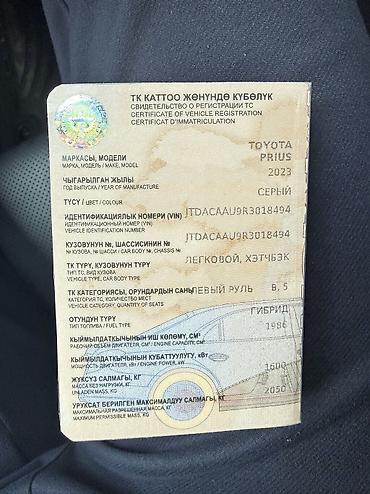 ТК КАТТОО ЖӨНҮНДӨ КҮБӨЛҮК
СВИДЕТЕЛЬСТВО О РЕГИСТРАЦИИ ТС
CERTIFICATE OF VEHICLE REGISTRATION
CERTIFICAT D'IMMATRICULATION
TOYOTA
МАРКАСЫ, МОДЕЛИ PRIUS
МАРКА, МОДЕЛЬ / MAKE, MODEL
2023
ЧЫГАРЫЛГАН ЖЫЛЫ
ГОД ВЫПУСКА / YEAR OF MANUFACTURE
СЕРЫЙ
ТҮСҮ / ЦВЕТ / COLOUR
JTDACAAU9R3018494
ИДЕНТИФИКАЦИЯЛЫК НОМЕРИ (VIN)
ИДЕНТИФИКАЦИОННЫЙ НОМЕР (VIN)
VEHICLE IDENTIFICATION NUMBER
JTDACAAU9R3018494
КУЗОВУНУН №, ШАССИСИНИН №
№ КУЗОВА, № ШАССИ / CAR BODY №, CHASSIS №
ЛЕГКОВОЙ, ХЭТЧБЭК
ТК ТҮРҮ, КУЗОВУНУН ТҮРҮ
ТИП ТС, ВИД КУЗОВА
VEHICLE TYPE, CAR BODY TYPE
ТК КАТЕГОРИЯСЫ, ОРУНДАРДЫН САНЫ ЛЕВЫЙ РУЛЬ B, 5
КАТЕГОРИЯ ТС, КОЛИЧЕСТВО МЕСТ
VEHICLE CATEGORY, QUANTITY OF SEATS
ГИБРИД
ОТУНДУН ТҮРҮ
ТИП ТОПЛИВА / FUEL TYPE
1986
КЫЙМЫЛДАТКЫЧЫНЫН ИШ КӨЛӨМҮ, СМ³
РАБОЧИЙ ОБЪЕМ ДВИГАТЕЛЯ, СМ³ / ENGINE CAPACITY, CM³
КЫЙМЫЛДАТКЫЧЫНЫН КУБАТТУУЛУГУ, кВт
МОЩНОСТЬ ДВИГАТЕЛЯ, кВт / ENGINE POWER, kW
1600
ЖҮКСҮЗ САЛМАГЫ, КГ
МАССА БЕЗ НАГРУЗКИ, КГ
UNLADEN MASS, KG
2050
УРУКСАТ БЕРИЛГЕН МАКСИМАЛДУУ САЛМАГЫ, КГ
МАКСИМАЛЬНАЯ РАЗРЕШЕННАЯ МАССА, КГ
MAXIMUM PERMISSIBLE MASS, KG